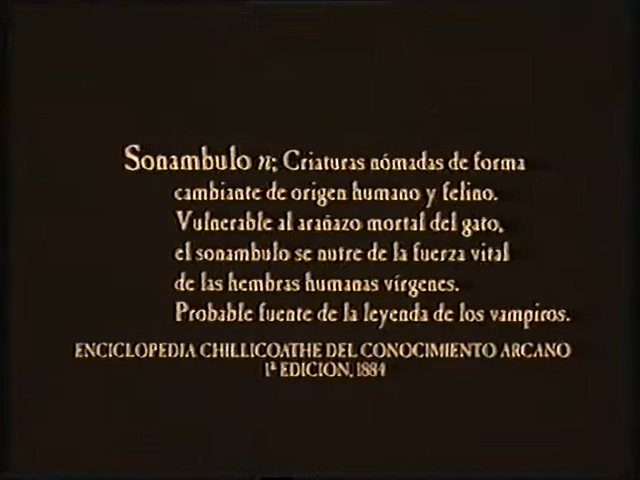 Sonambulo n; Criaturas nómadas de forma
cambiante de origen humano y felino.
Vulnerable al arañazo mortal del gato,
el sonambulo se nutre de la fuerza vital
de las hembras humanas vírgenes.
Probable fuente de la leyenda de los vampiros.
ENCICLOPEDIA CHILLICOATHE DEL CONOCIMIENTO ARCANO
1ª EDICION, 1884